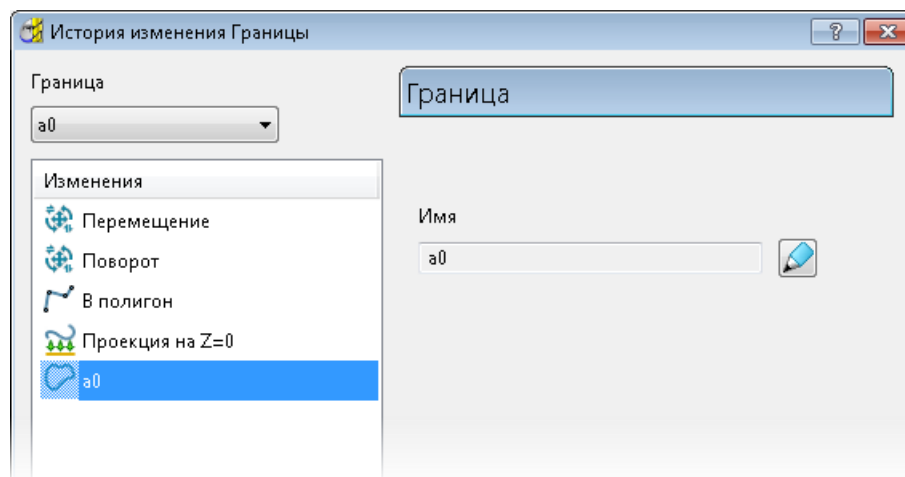 История изменения Границы
?
Граница
a0
Изменения
Перемещение
Поворот
В полигон
Проекция на Z=0
a0
Граница
Имя
a0